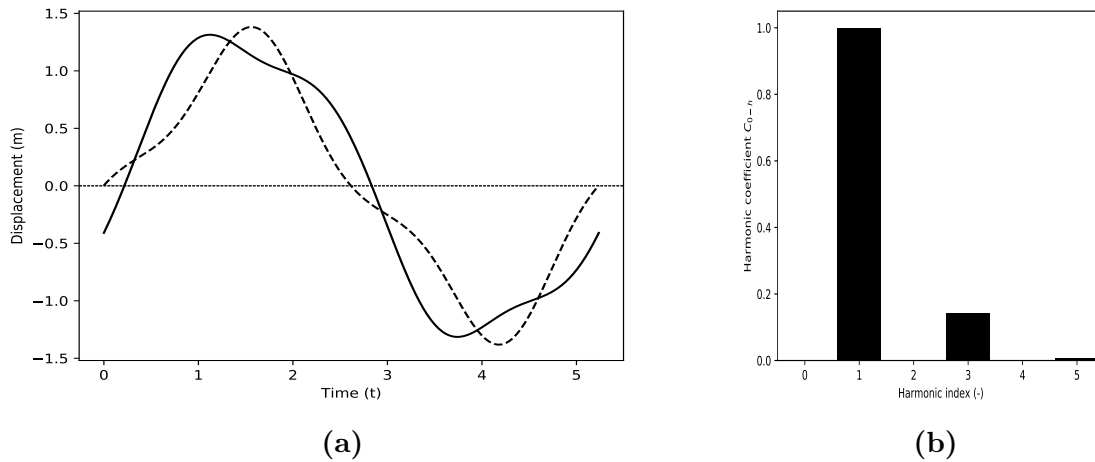 1.5
1.0
0.5
0.0
−0.5
−1.0
−1.5
Displacement (m)
0 1 2 3 4 5
Time (t)
(a)
1.0
0.8
0.6
0.4
0.2
0.0
Harmonic coefficient C₀₋ₕ
0 1 2 3 4 5
Harmonic index (-)
(b)